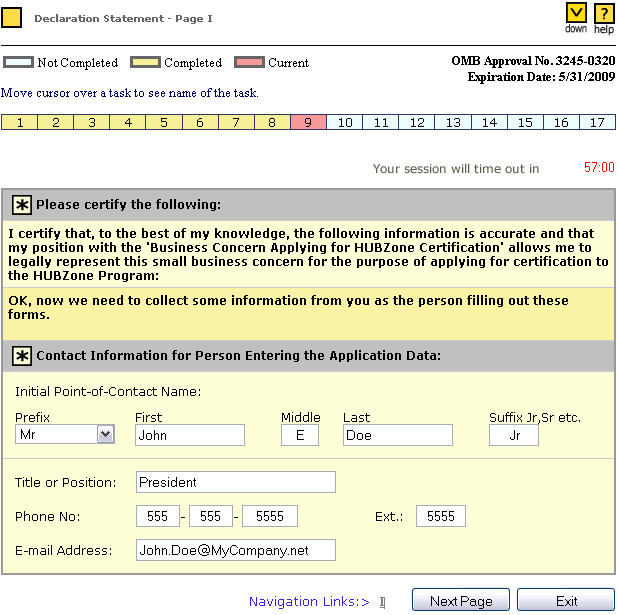 Declaration Statement - Page I
down help
Not Completed Completed Current
OMB Approval No. 3245-0320
Expiration Date: 5/31/2009
Move cursor over a task to see name of the task.
1 2 3 4 5 6 7 8 9 10 11 12 13 14 15 16 17
Your session will time out in 57:00
Please certify the following:
I certify that, to the best of my knowledge, the following information is accurate and that
my position with the 'Business Concern Applying for HUBZone Certification' allows me to
legally represent this small business concern for the purpose of applying for certification to
the HUBZone Program:
OK, now we need to collect some information from you as the person filling out these
forms.
Contact Information for Person Entering the Application Data:
Initial Point-of-Contact Name:
Prefix First Middle Last Suffix Jr,Sr etc.
Mr John E Doe Jr
Title or Position: President
Phone No: 555 - 555 - 5555 Ext.: 5555
E-mail Address: John.Doe@MyCompany.net
Navigation Links:> Next Page Exit